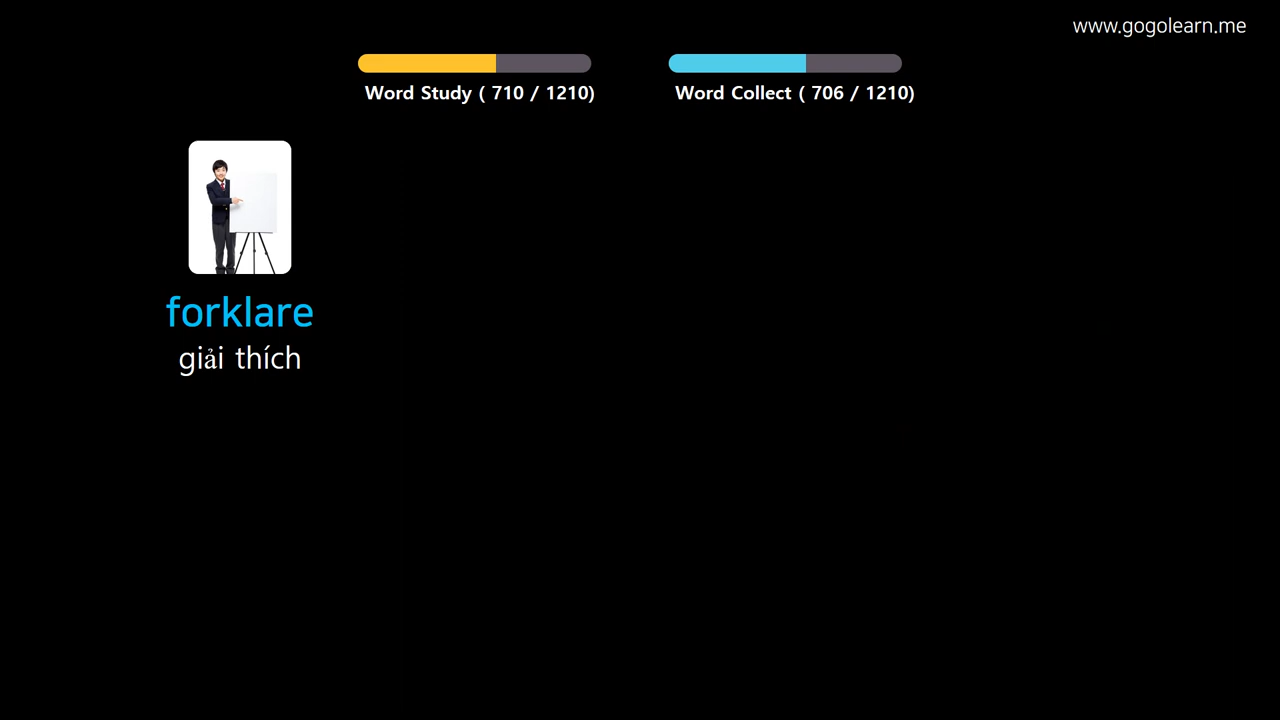 www.gogolearn.me
Word Study ( 710 / 1210)
Word Collect ( 706 / 1210)
forklare
giải thích